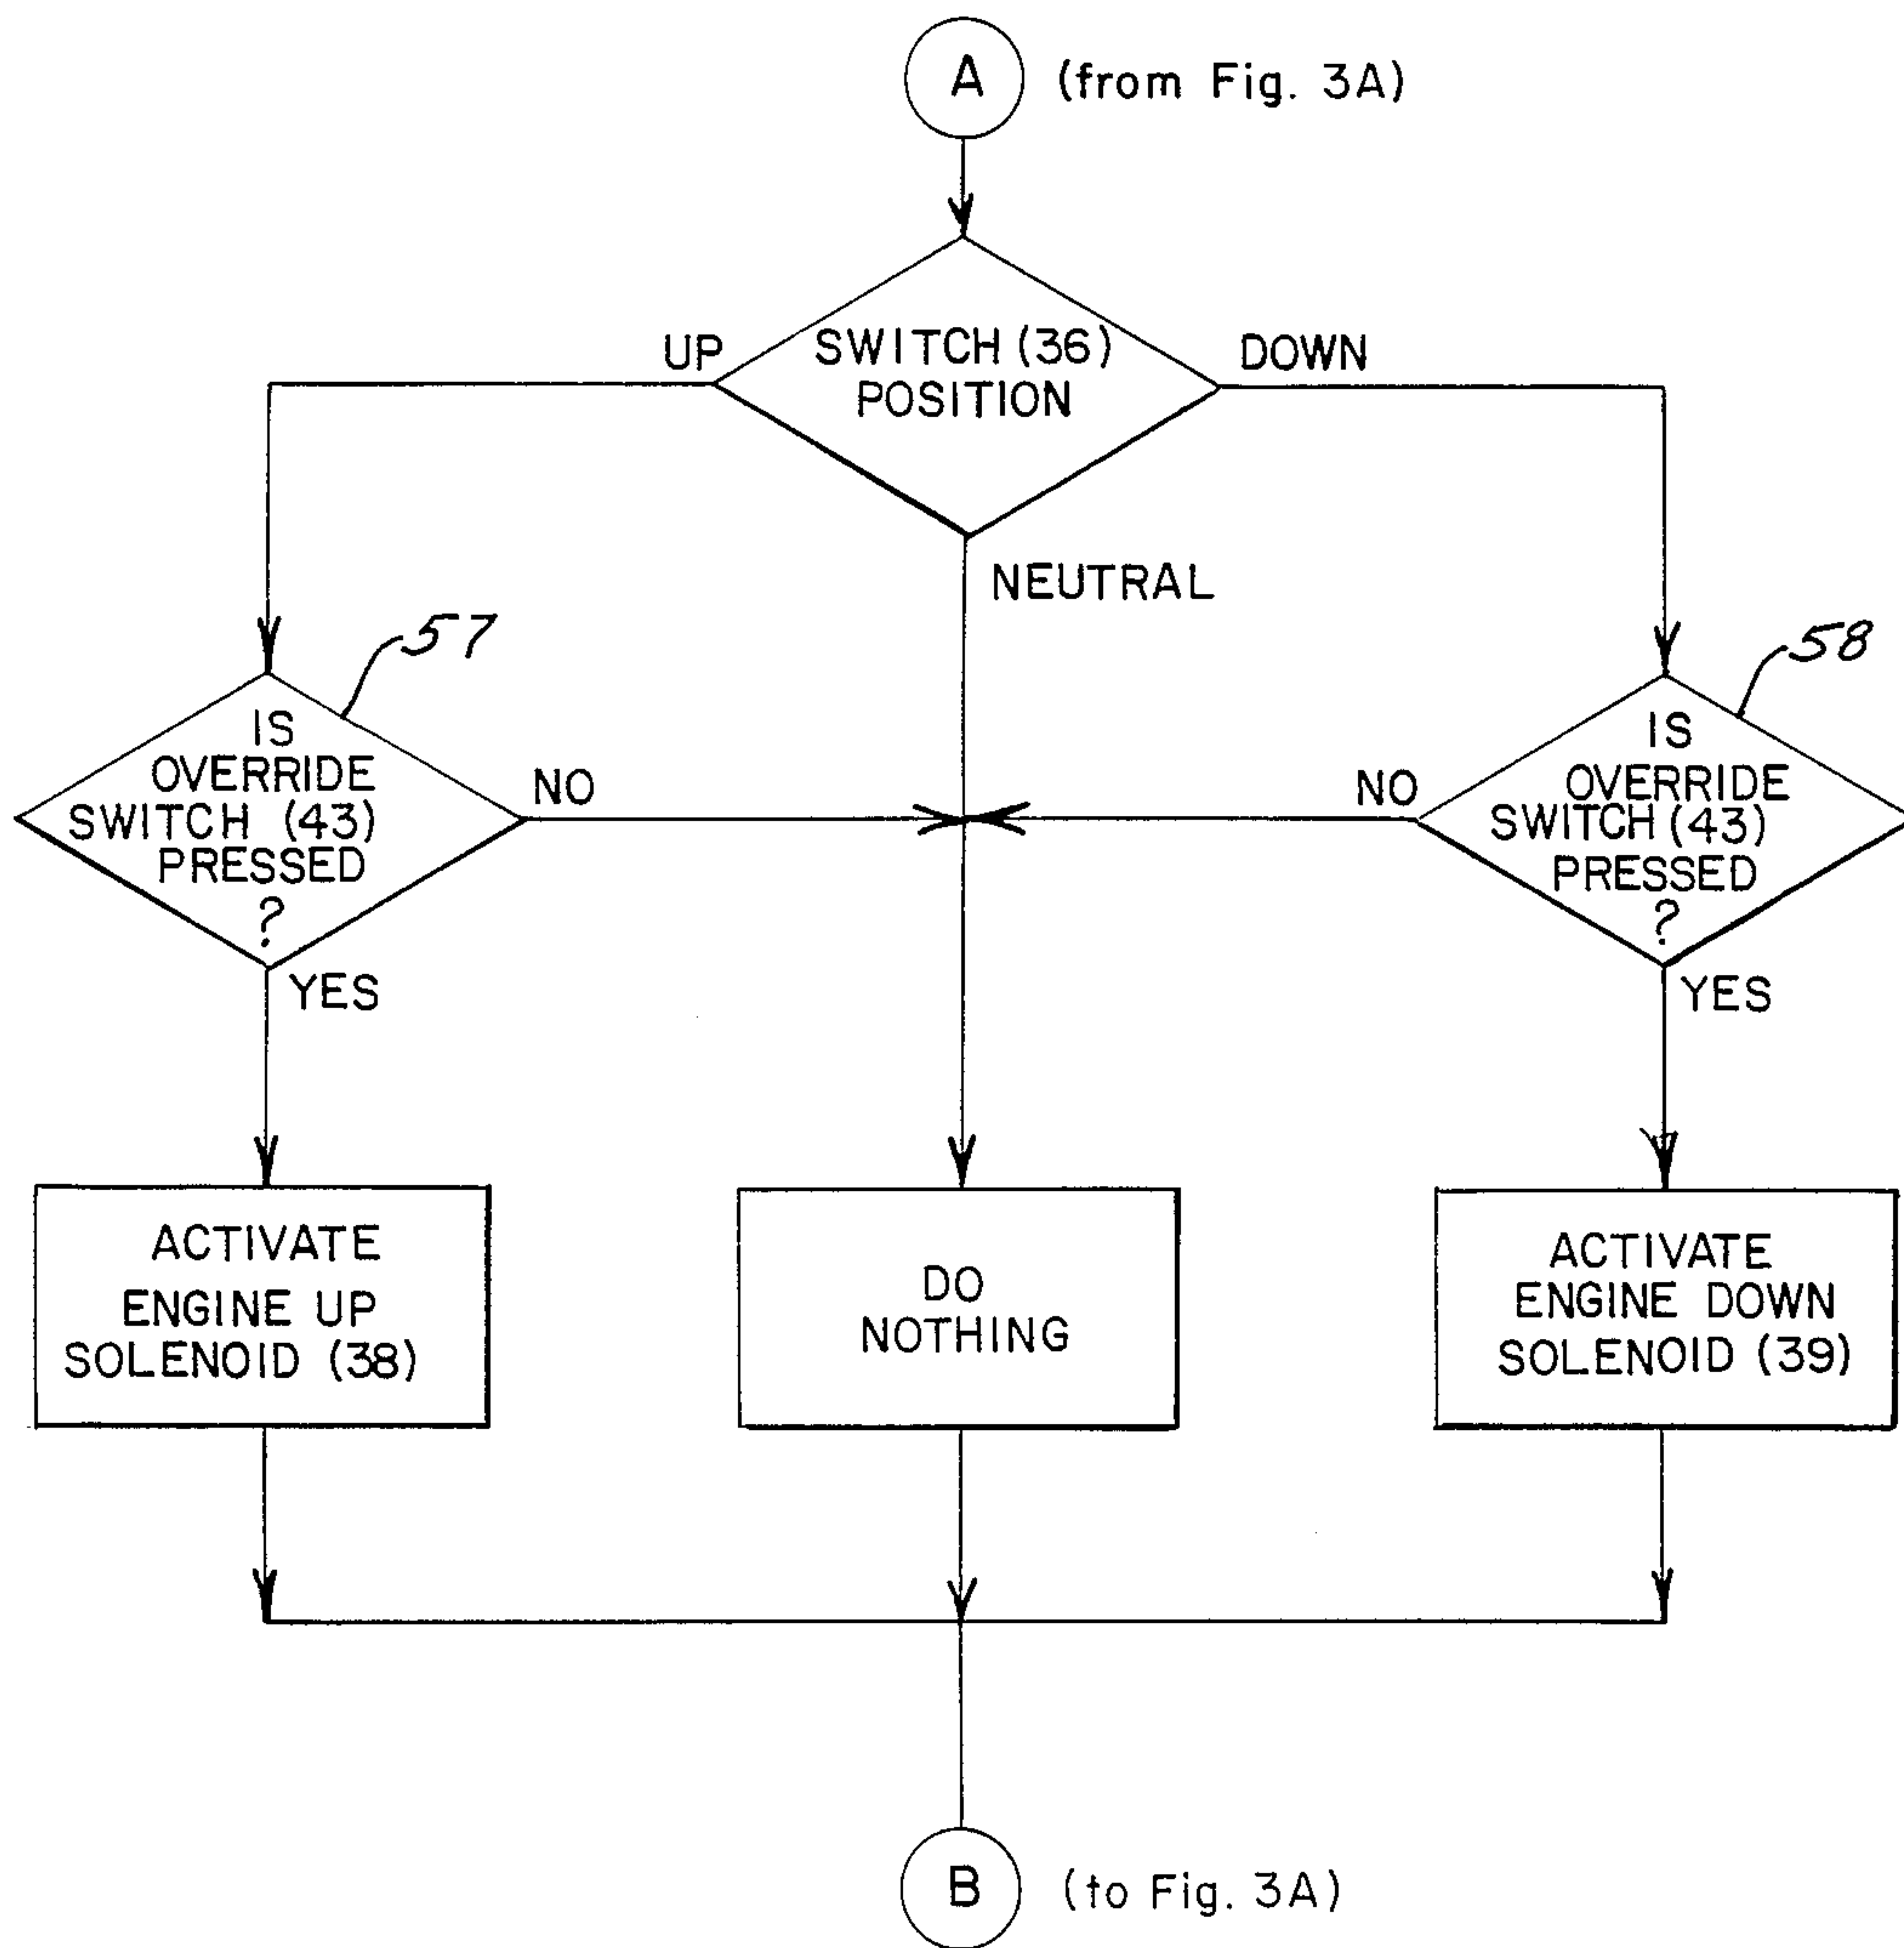 A (from Fig. 3A)
UP
SWITCH (36)
POSITION
DOWN
NEUTRAL
57
58
IS
OVERRIDE
SWITCH (43)
PRESSED
?
NO
NO
IS
OVERRIDE
SWITCH (43)
PRESSED
?
YES
YES
ACTIVATE
ENGINE UP
SOLENOID (38)
DO
NOTHING
ACTIVATE
ENGINE DOWN
SOLENOID (39)
B (to Fig. 3A)